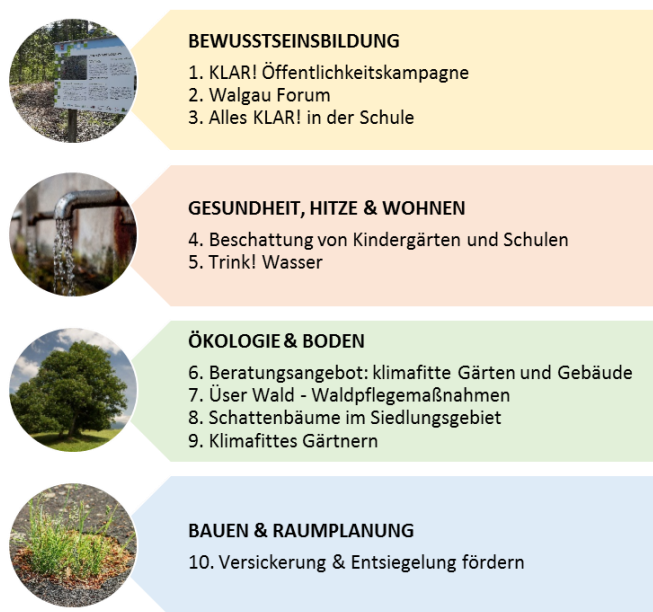 BEWUSSTSEINSBILDUNG
1. KLAR! Öffentlichkeitskampagne
2. Walgau Forum
3. Alles KLAR! in der Schule
GESUNDHEIT, HITZE & WOHNEN
4. Beschattung von Kindergärten und Schulen
5. Trink! Wasser
ÖKOLOGIE & BODEN
6. Beratungsangebot: klimafitte Gärten und Gebäude
7. Üser Wald - Waldpflegemaßnahmen
8. Schattenbäume im Siedlungsgebiet
9. Klimafittes Gärtnern
BAUEN & RAUMPLANUNG
10. Versickerung & Entsiegelung fördern